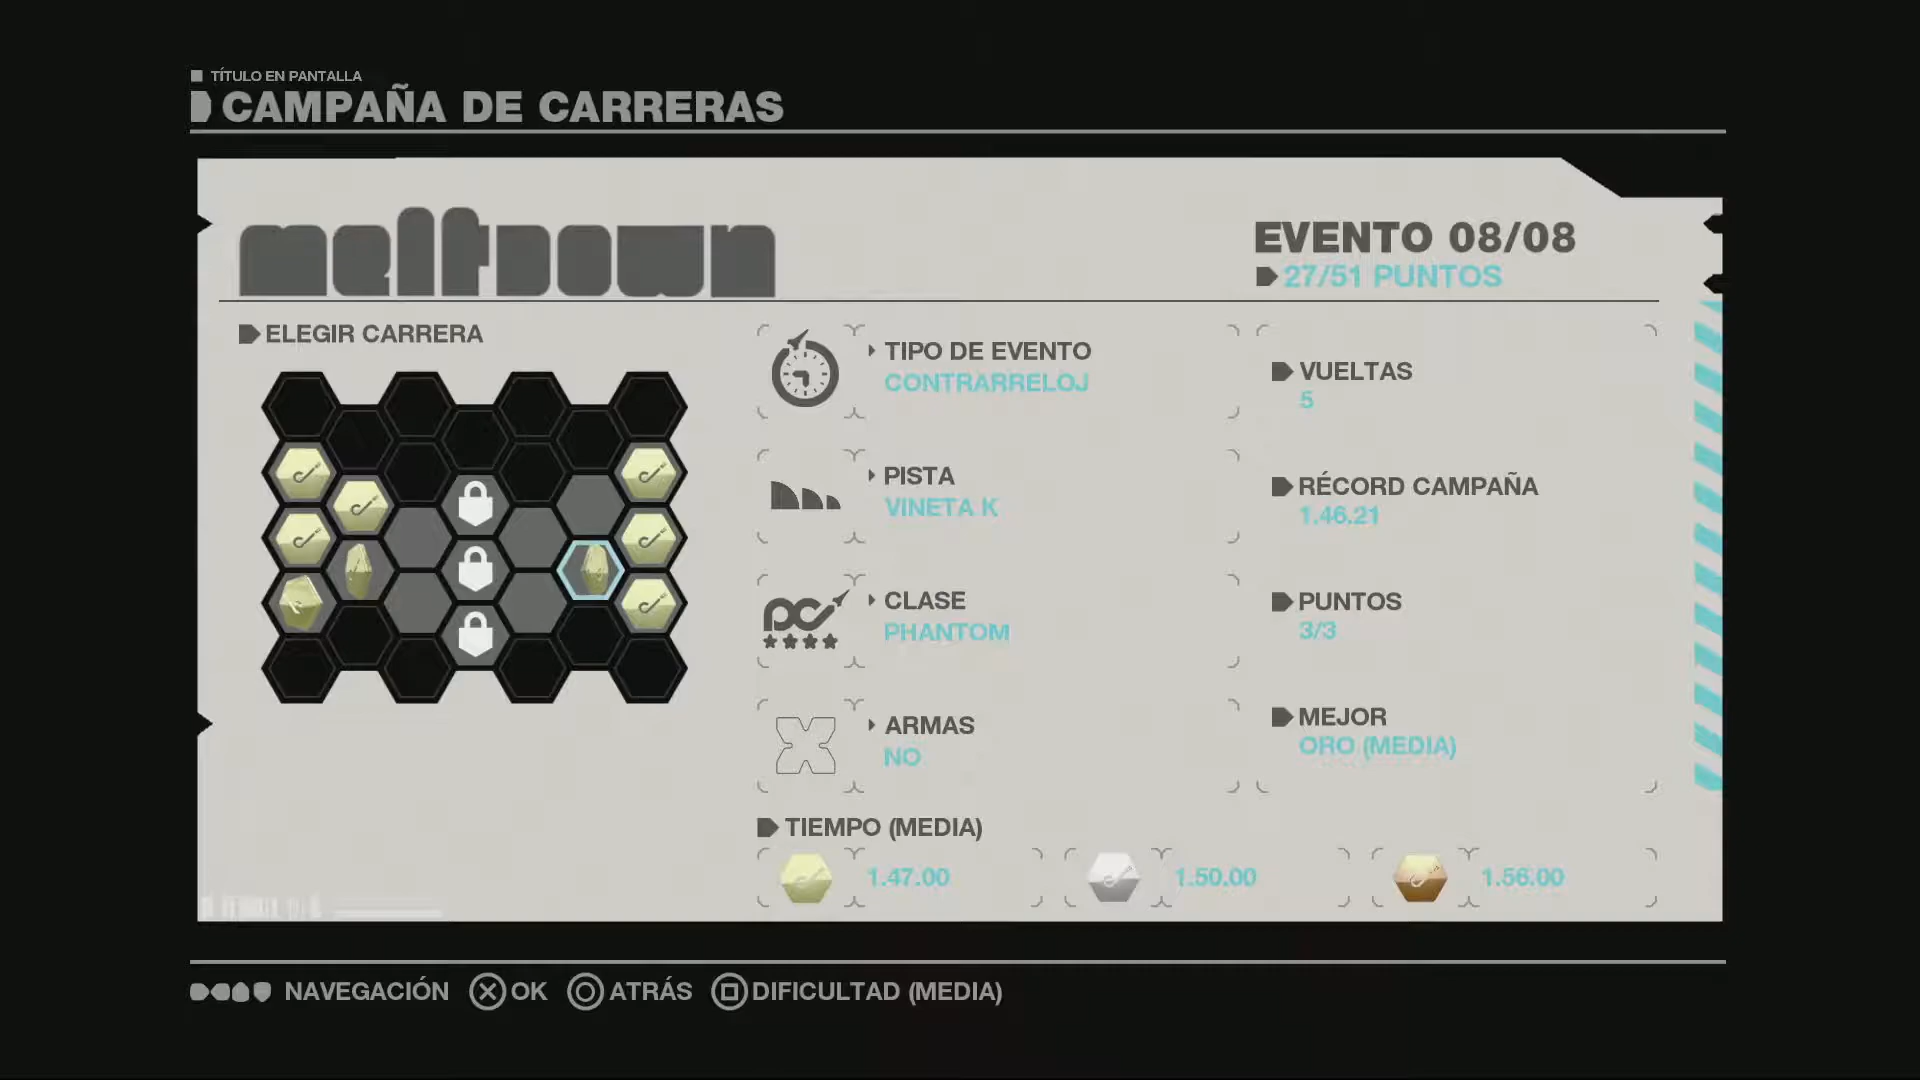 TÍTULO EN PANTALLA
CAMPAÑA DE CARRERAS
meltdown
EVENTO 08/08
27/51 PUNTOS
ELEGIR CARRERA
TIPO DE EVENTO
CONTRARRELOJ
PISTA
VINETA K
CLASE
PHANTOM
ARMAS
NO
VUELTAS
5
RÉCORD CAMPAÑA
1.46.21
PUNTOS
3/3
MEJOR
ORO (MEDIA)
TIEMPO (MEDIA)
1.47.00 1.50.00 1.56.00
NAVEGACIÓN OK ATRÁS DIFICULTAD (MEDIA)